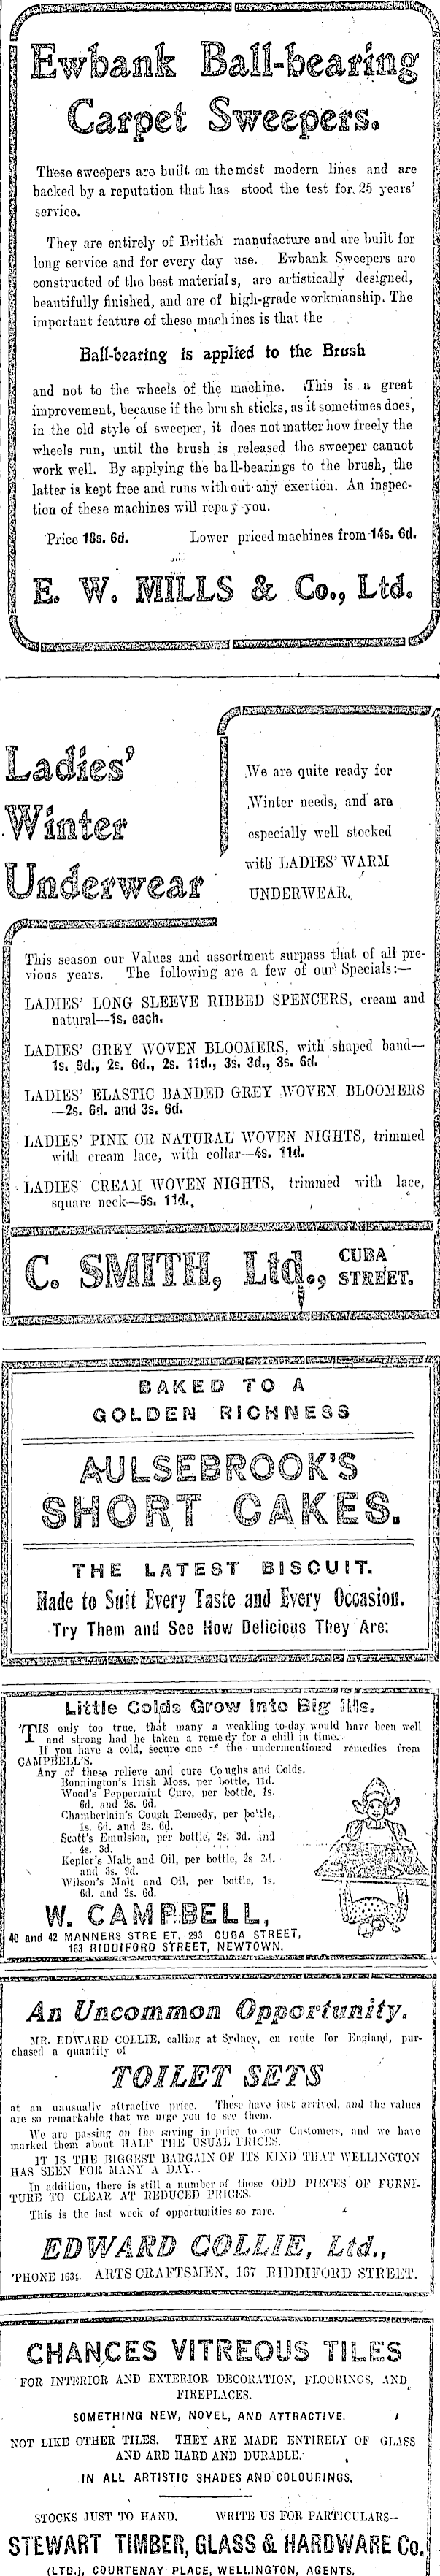 Ewbank Ball-bearing
Carpet Sweepers.
These sweepers are built on the most modern lines and are
backed by a reputation that has stood the test for 25 years'
service.
They are entirely of British manufacture and are built for
long service and for every day use. Ewbank Sweepers are
constructed of the best materials, are artistically designed,
beautifully finished, and are of high-grade workmanship. The
important feature of these machines is that the
Ball-bearing is applied to the Brush
and not to the wheels of the machine. This is a great
improvement, because if the brush sticks, as it sometimes does,
in the old style of sweeper, it does not matter how freely the
wheels run, until the brush is released the sweeper cannot
work well. By applying the ball-bearings to the brush, the
latter is kept free and runs without any exertion. An inspec-
tion of these machines will repay you.
Price 18s. 6d. Lower priced machines from 14s. 6d.
E. W. MILLS & Co., Ltd.
Ladies'
Winter
Underwear
We are quite ready for
Winter needs, and are
especially well stocked
with LADIES' WARM
UNDERWEAR.
This season our Values and assortment surpass that of all pre-
vious years. The following are a few of our Specials:—
LADIES' LONG SLEEVE RIBBED SPENCERS, cream and
natural—1s. each.
LADIES' GREY WOVEN BLOOMERS, with shaped band—
1s. 9d., 2s. 6d., 2s. 11d., 3s. 3d., 3s. 6d.
LADIES' ELASTIC BANDED GREY WOVEN BLOOMERS
—2s. 6d. and 3s. 6d.
LADIES' PINK OR NATURAL WOVEN NIGHTS, trimmed
with cream lace, with collar—4s. 11d.
LADIES CREAM WOVEN NIGHTS, trimmed with lace,
square neck—5s. 11d.,
C. SMITH, Ltd., CUBA
STREET.
BAKED TO A
GOLDEN RICHNESS
AULSEBROOK'S
SHORT CAKES.
THE LATEST BISCUIT.
Made to Suit Every Taste and Every Occasion.
Try Them and See How Delicious They Are:
Little Colds Grow Into Big Ills.
'TIS only too true, that many a weakling to-day would have been well
and strong had he taken a remedy for a chill in time.
If you have a cold, secure one of the undermentioned remedies from
CAMPBELL'S.
Any of these relieve and cure Coughs and Colds.
Bonnington's Irish Moss, per bottle, 11d.
Wood's Peppermint Cure, per bottle, 1s.
6d. and 2s. 6d.
Chamberlain's Cough Remedy, per bottle,
1s. 6d. and 2s. 6d.
Scott's Emulsion, per bottle, 2s. 3d. and
4s. 3d.
Kepler's Malt and Oil, per bottle, 2s
and 3s. 9d.
Wilson's Malt and Oil, per bottle, 1s.
6d. and 2s. 6d.
W. CAMPBELL,
40 and 42 MANNERS STREET, 293 CUBA STREET,
163 RIDDIFORD STREET, NEWTOWN.
An Uncommon Opportunity.
MR. EDWARD COLLIE, calling at Sydney, en route for England, pur-
chased a quantity of
TOILET SETS
at an unusually attractive price. These have just arrived, and the values
are so remarkable that we urge you to see them.
We are passing on the saving in price to our Customers, and we have
marked them about HALF THE USUAL PRICES.
IT IS THE BIGGEST BARGAIN OF ITS KIND THAT WELLINGTON
HAS SEEN FOR MANY A DAY.
In addition, there is still a number of those ODD PIECES OF FURNI-
TURE TO CLEAR AT REDUCED PRICES.
This is the last week of opportunities so rare.
EDWARD COLLIE, Ltd.,
'PHONE 1631. ARTS CRAFTSMEN, 167 RIDDIFORD STREET.
CHANCES VITREOUS TILES
FOR INTERIOR AND EXTERIOR DECORATION, FLOORINGS, AND
FIREPLACES.
SOMETHING NEW, NOVEL, AND ATTRACTIVE.
NOT LIKE OTHER TILES. THEY ARE MADE ENTIRELY OF GLASS
AND ARE HARD AND DURABLE.
IN ALL ARTISTIC SHADES AND COLOURINGS.
STOCKS JUST TO HAND. WRITE US FOR PARTICULARS—
STEWART TIMBER, GLASS & HARDWARE Co.
(LTD.), COURTENAY PLACE, WELLINGTON, AGENTS.